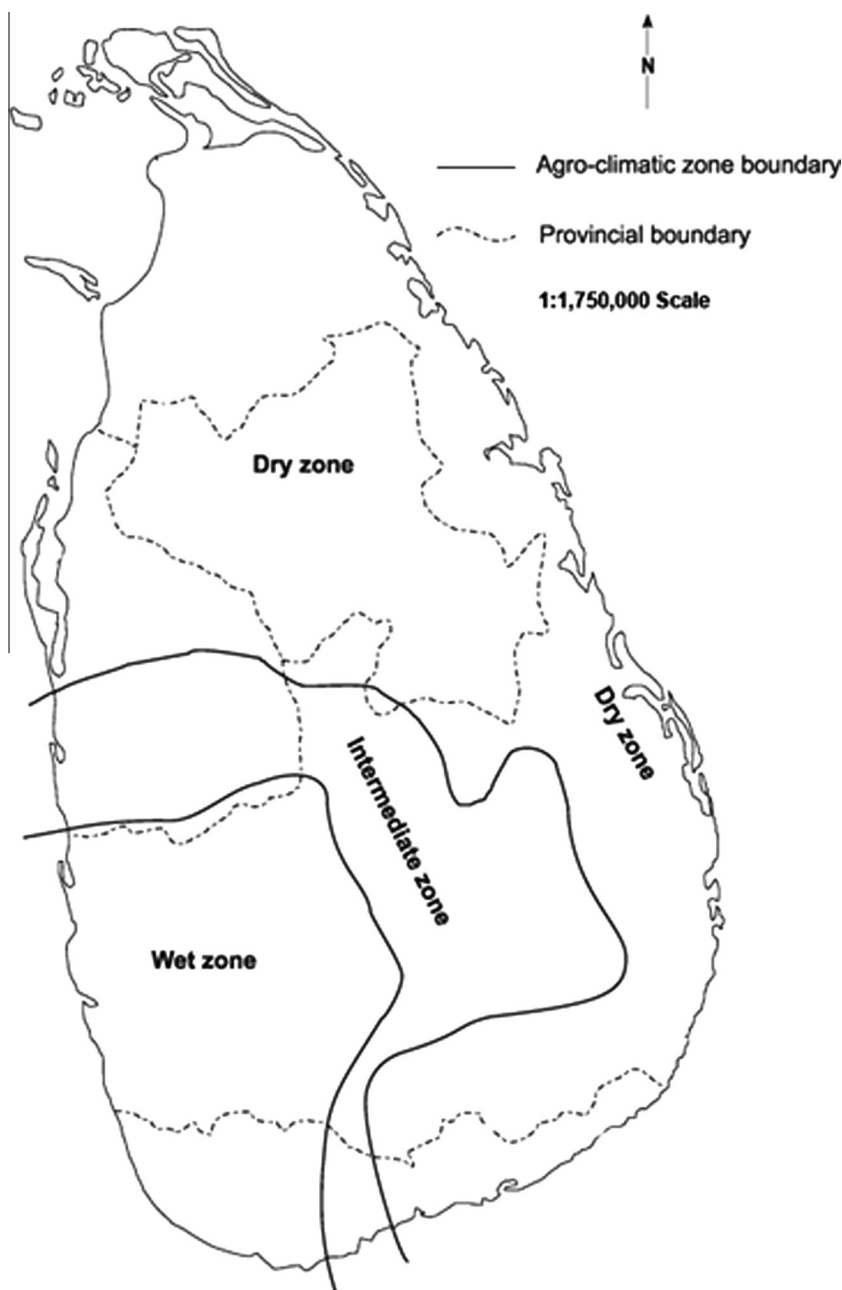 N
Agro-climatic zone boundary
Provincial boundary
1:1,750,000 Scale
Dry zone
Dry zone
Intermediate zone
Wet zone